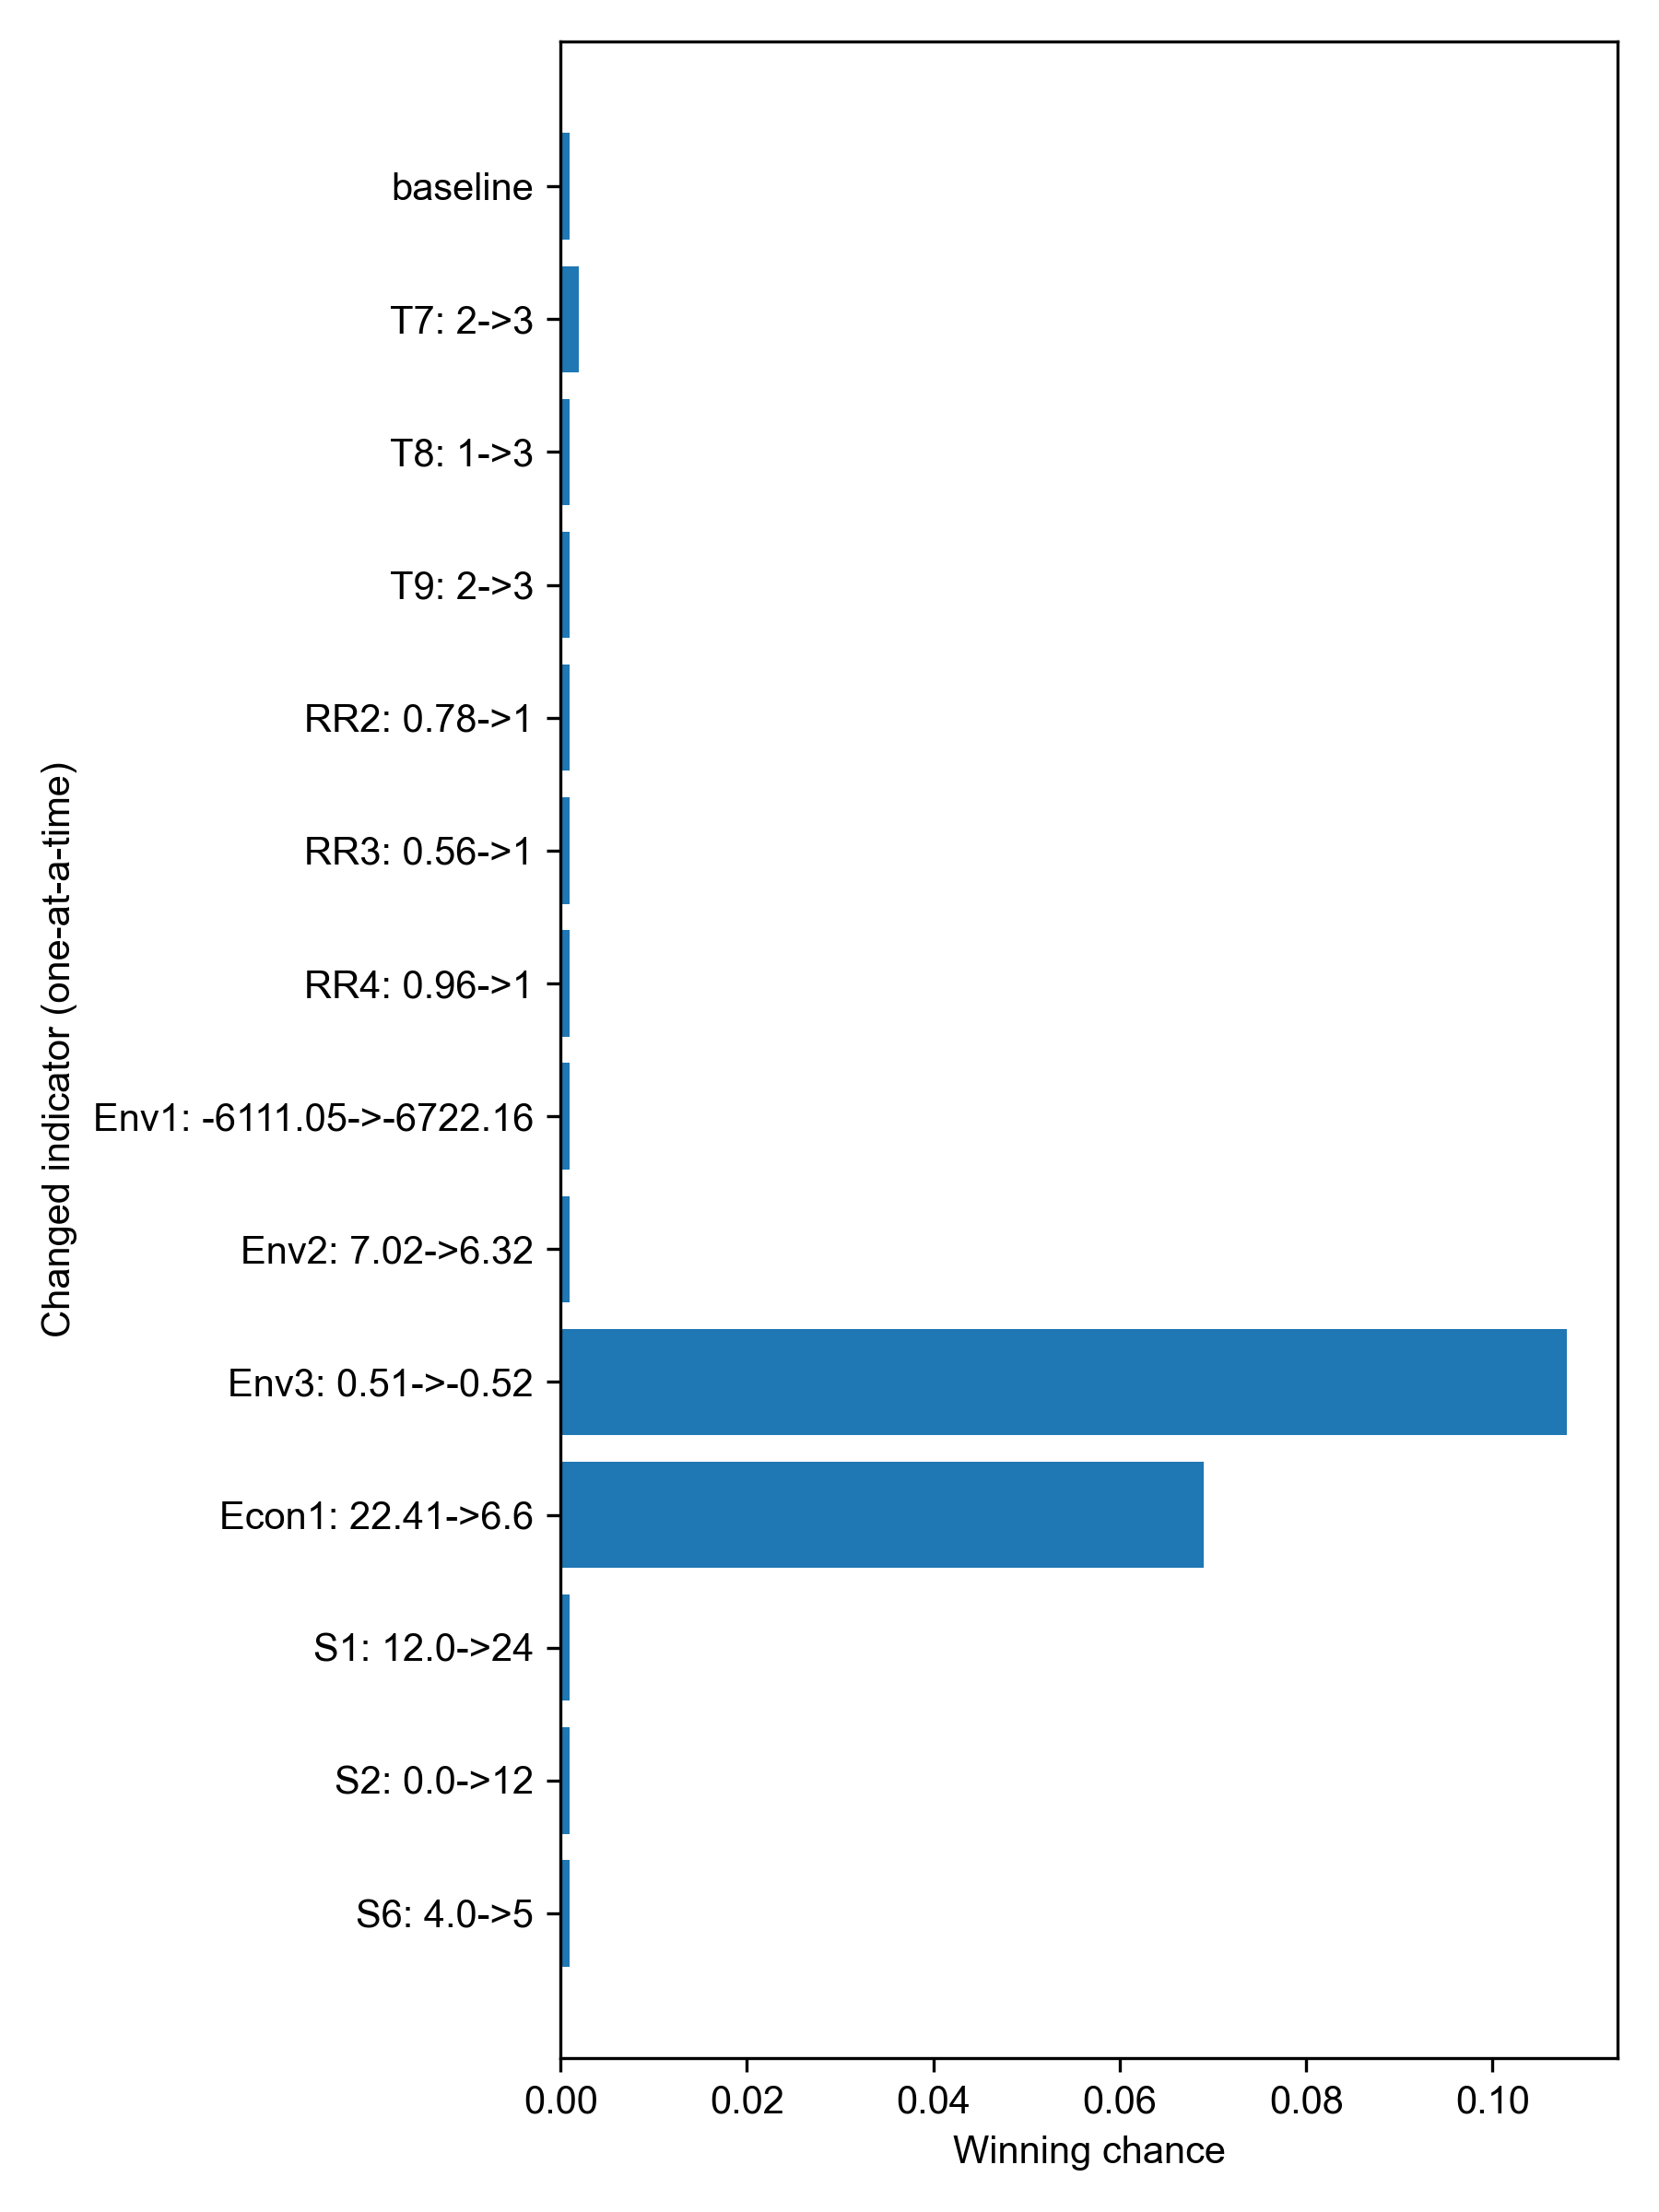 baseline
T7: 2->3
T8: 1->3
T9: 2->3
RR2: 0.78->1
RR3: 0.56->1
RR4: 0.96->1
Env1: -6111.05->-6722.16
Env2: 7.02->6.32
Env3: 0.51->-0.52
Econ1: 22.41->6.6
S1: 12.0->24
S2: 0.0->12
S6: 4.0->5
Changed indicator (one-at-a-time)
0.00 0.02 0.04 0.06 0.08 0.10
Winning chance